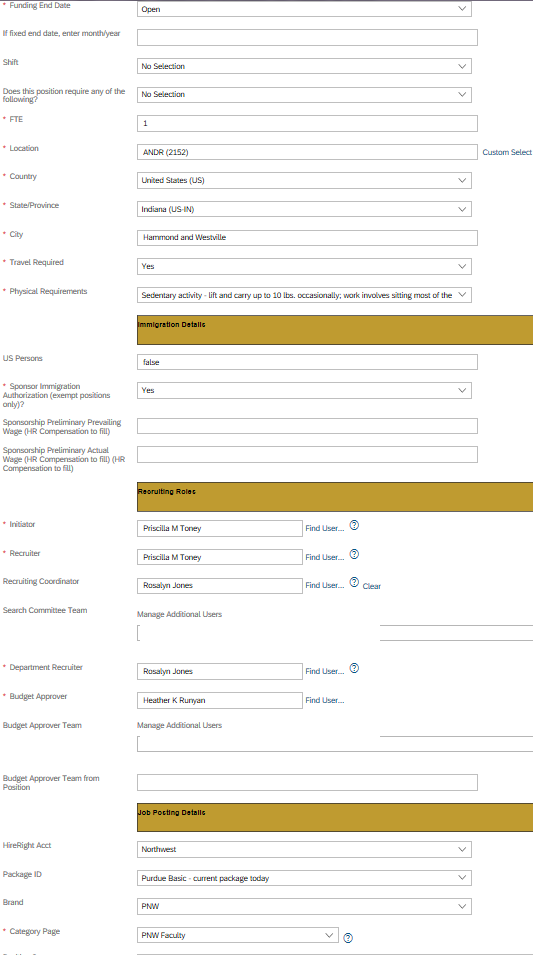 * Funding End Date
Open
If fixed end date, enter month/year
Shift
No Selection
Does this position require any of the
following?
No Selection
* FTE
1
* Location
ANDR (2152)
Custom Select
* Country
United States (US)
* State/Province
Indiana (US-IN)
* City
Hammond and Westville
* Travel Required
Yes
* Physical Requirements
Sedentary activity - lift and carry up to 10 lbs. occasionally; work involves sitting most of the
Immigration Details
US Persons
false
* Sponsor Immigration
Authorization (exempt positions
only)?
Yes
Sponsorship Preliminary Prevailing
Wage (HR Compensation to fill)
Sponsorship Preliminary Actual
Wage (HR Compensation to fill) (HR
Compensation to fill)
Recruiting Roles
* Initiator
Priscilla M Toney
Find User... ?
* Recruiter
Priscilla M Toney
Find User... ?
Recruiting Coordinator
Rosalyn Jones
Find User... ? Clear
Search Committee Team
Manage Additional Users
* Department Recruiter
Rosalyn Jones
Find User... ?
* Budget Approver
Heather K Runyan
Find User...
Budget Approver Team
Manage Additional Users
Budget Approver Team from
Position
Job Posting Details
HireRight Acct
Northwest
Package ID
Purdue Basic - current package today
Brand
PNW
* Category Page
PNW Faculty
?